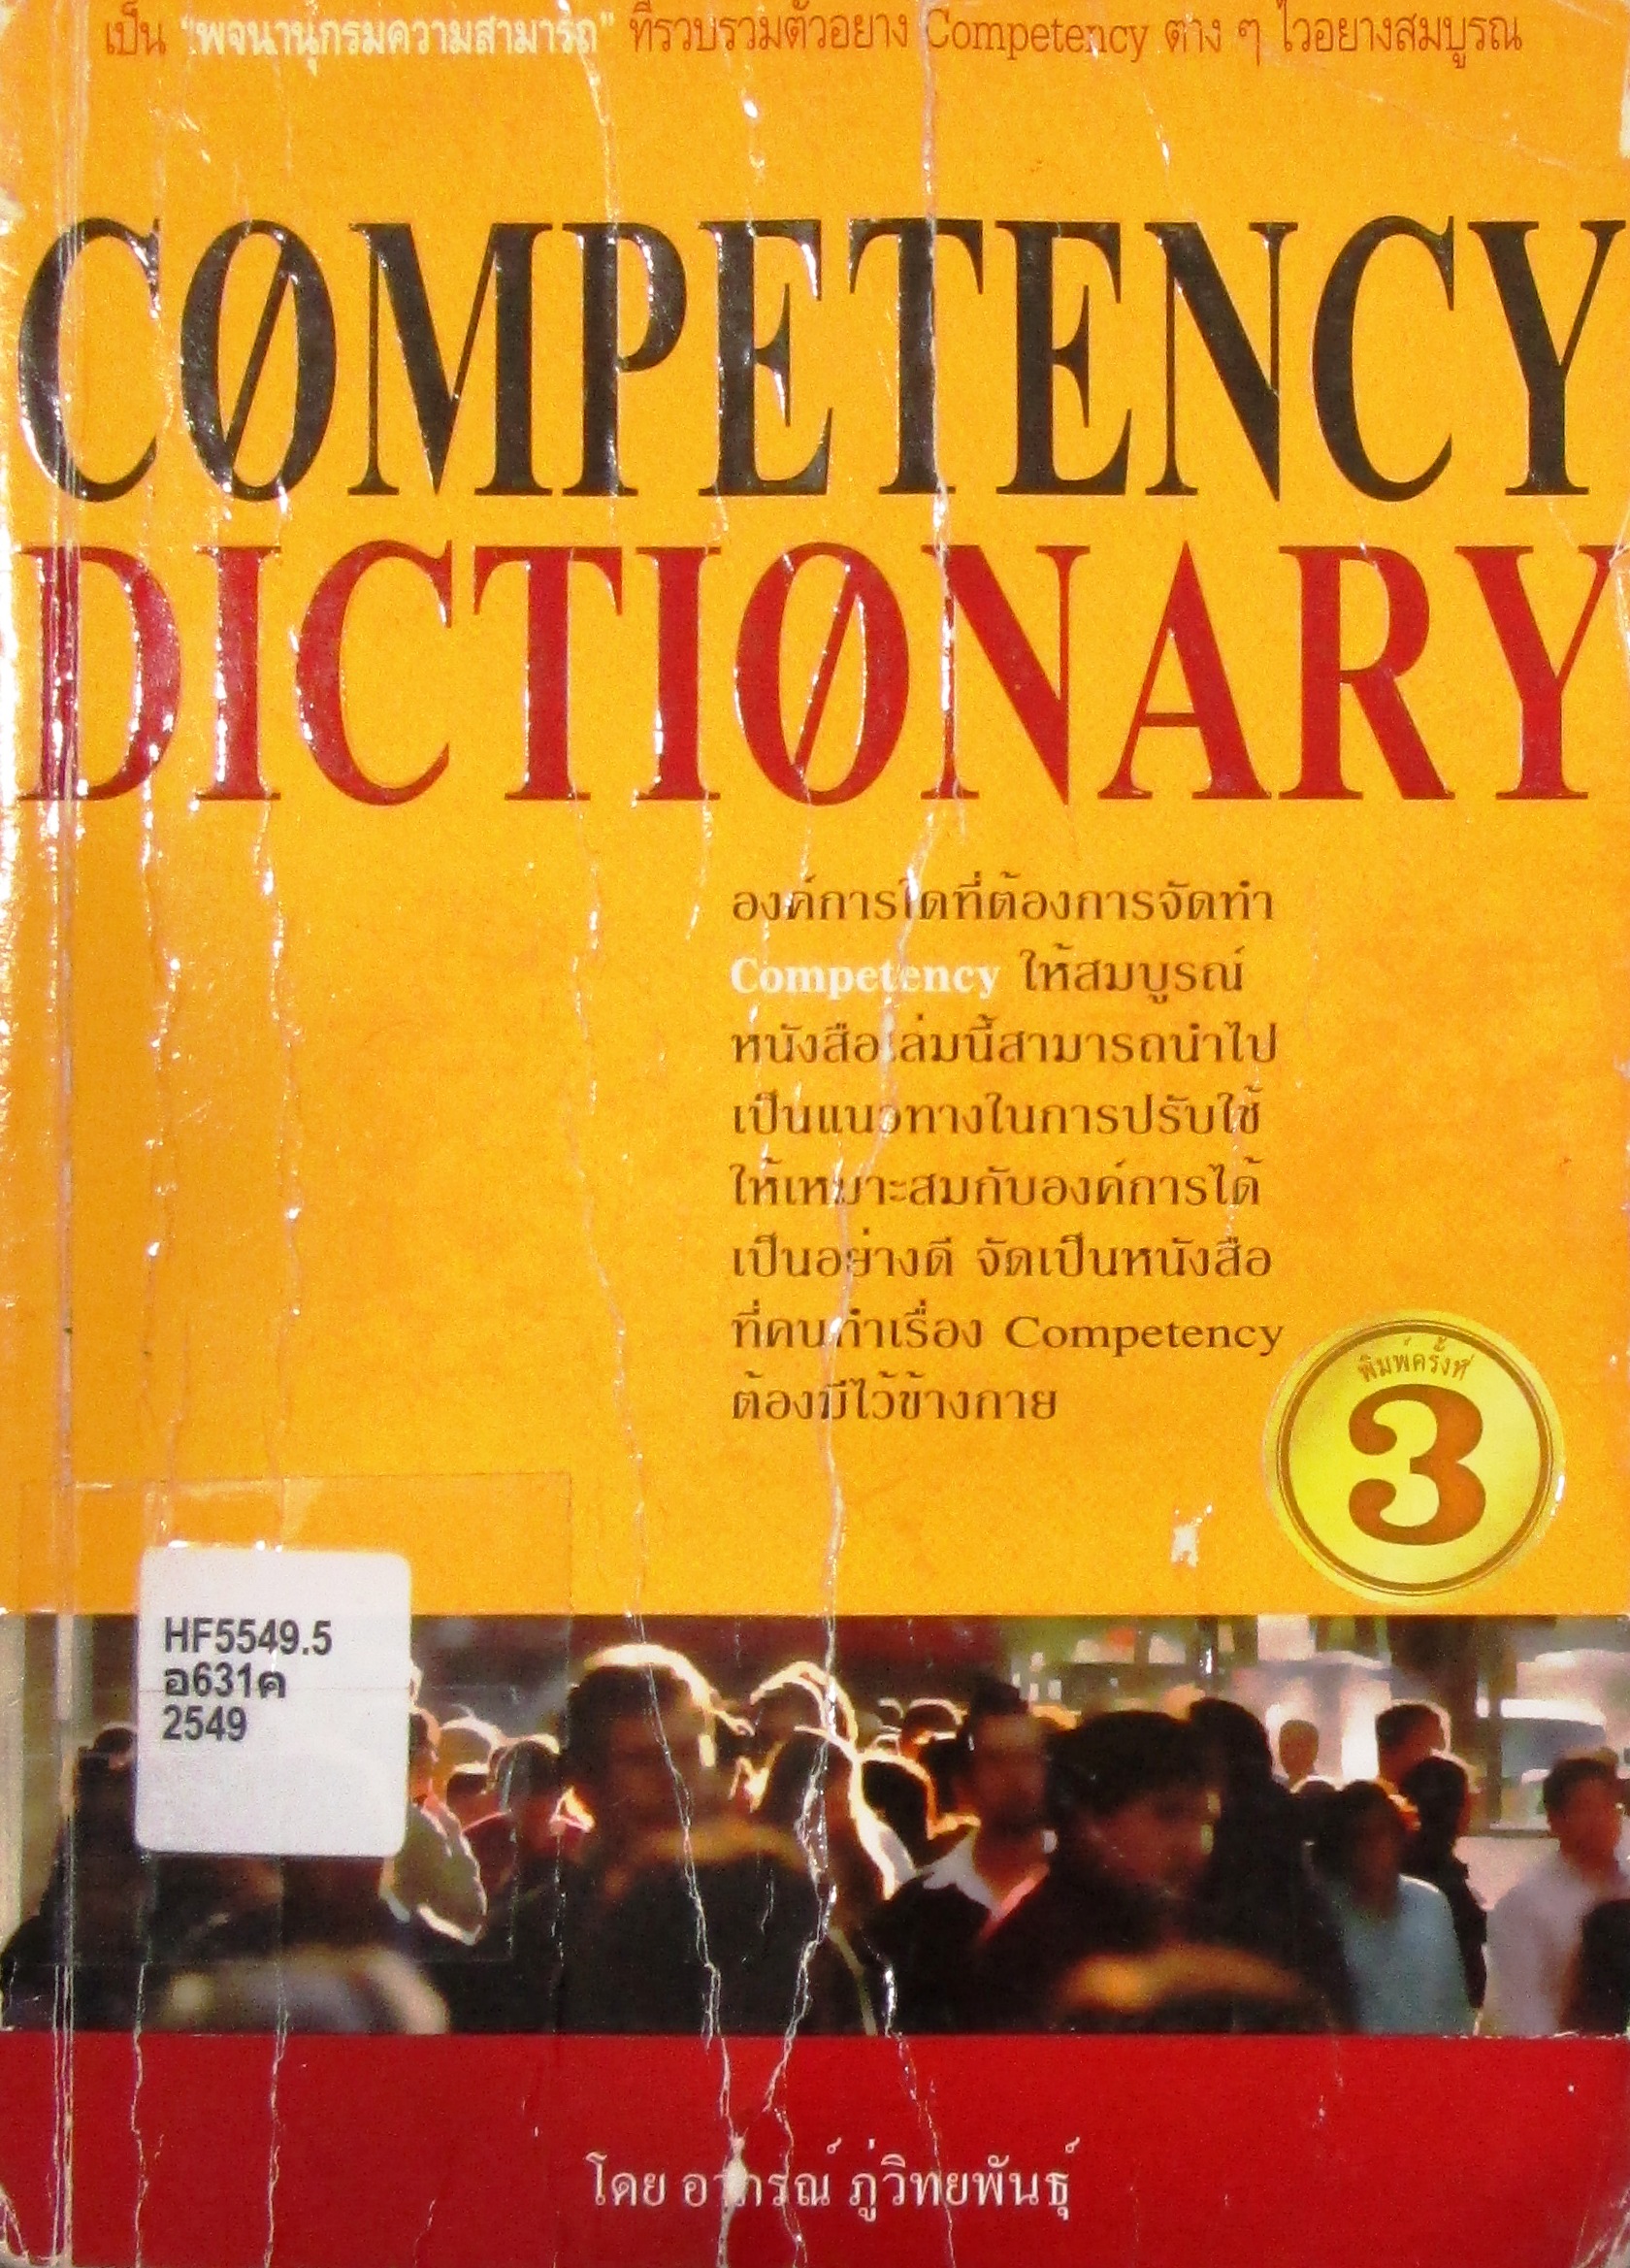 เป็น "พจนานุกรมความสามารถ" ที่รวบรวมตัวอย่าง Competency ต่าง ๆ ไว้อย่างสมบูรณ์
COMPETENCY
DICTIONARY
องค์การใดที่ต้องการจัดทำ
Competency ให้สมบูรณ์
หนังสือเล่มนี้สามารถนำไป
เป็นแนวทางในการปรับใช้
ให้เหมาะสมกับองค์การได้
เป็นอย่างดี จัดเป็นหนังสือ
ที่คนทำเรื่อง Competency
ต้องมีไว้ข้างกาย
พิมพ์ครั้งที่
3
HF5549.5
อ631ค
2549
โดย อาภรณ์ ภู่วิทยพันธุ์